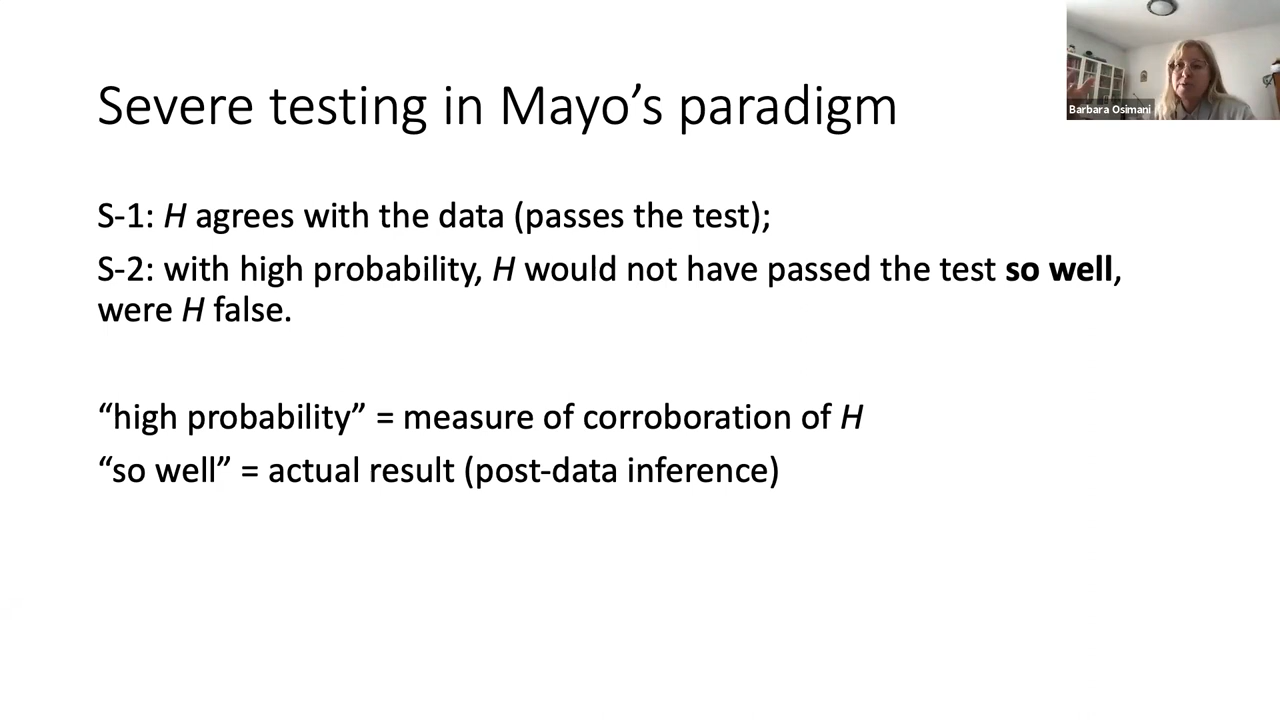 Barbara Osimani
Severe testing in Mayo’s paradigm
S-1: H agrees with the data (passes the test);
S-2: with high probability, H would not have passed the test so well,
were H false.
“high probability” = measure of corroboration of H
“so well” = actual result (post-data inference)